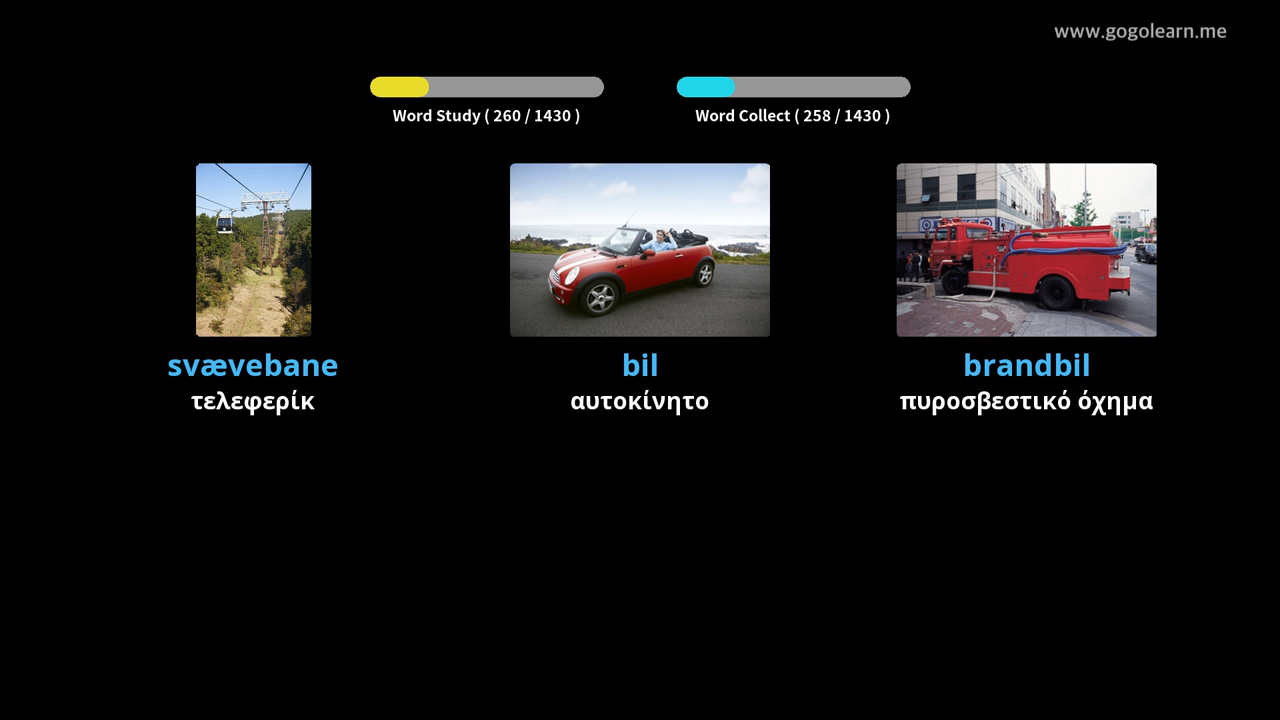 www.gogolearn.me
Word Study ( 260 / 1430 )
Word Collect ( 258 / 1430 )
svævebane
bil
brandbil
τελεφερίκ
αυτοκίνητο
πυροσβεστικό όχημα